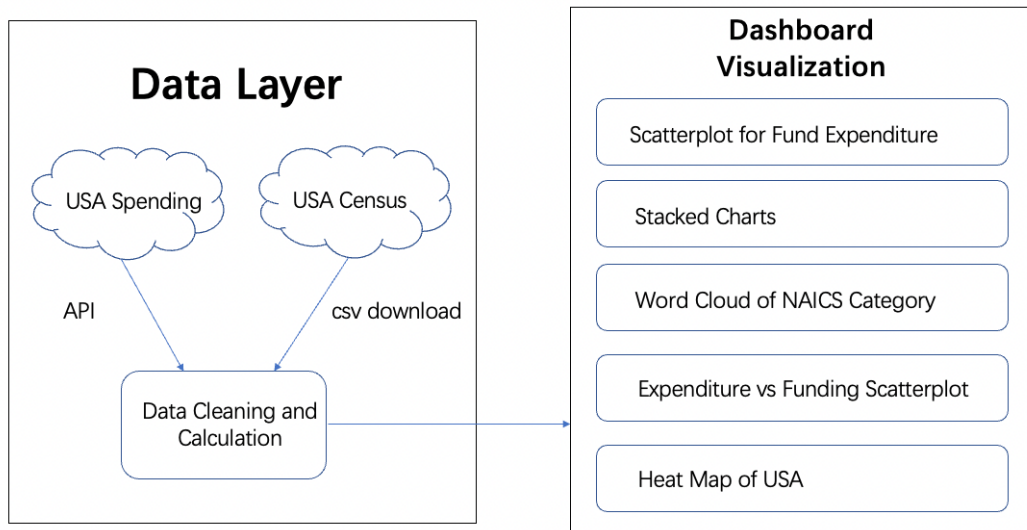 Data Layer
USA Spending
USA Census
API
csv download
Data Cleaning and
Calculation
Dashboard
Visualization
Scatterplot for Fund Expenditure
Stacked Charts
Word Cloud of NAICS Category
Expenditure vs Funding Scatterplot
Heat Map of USA